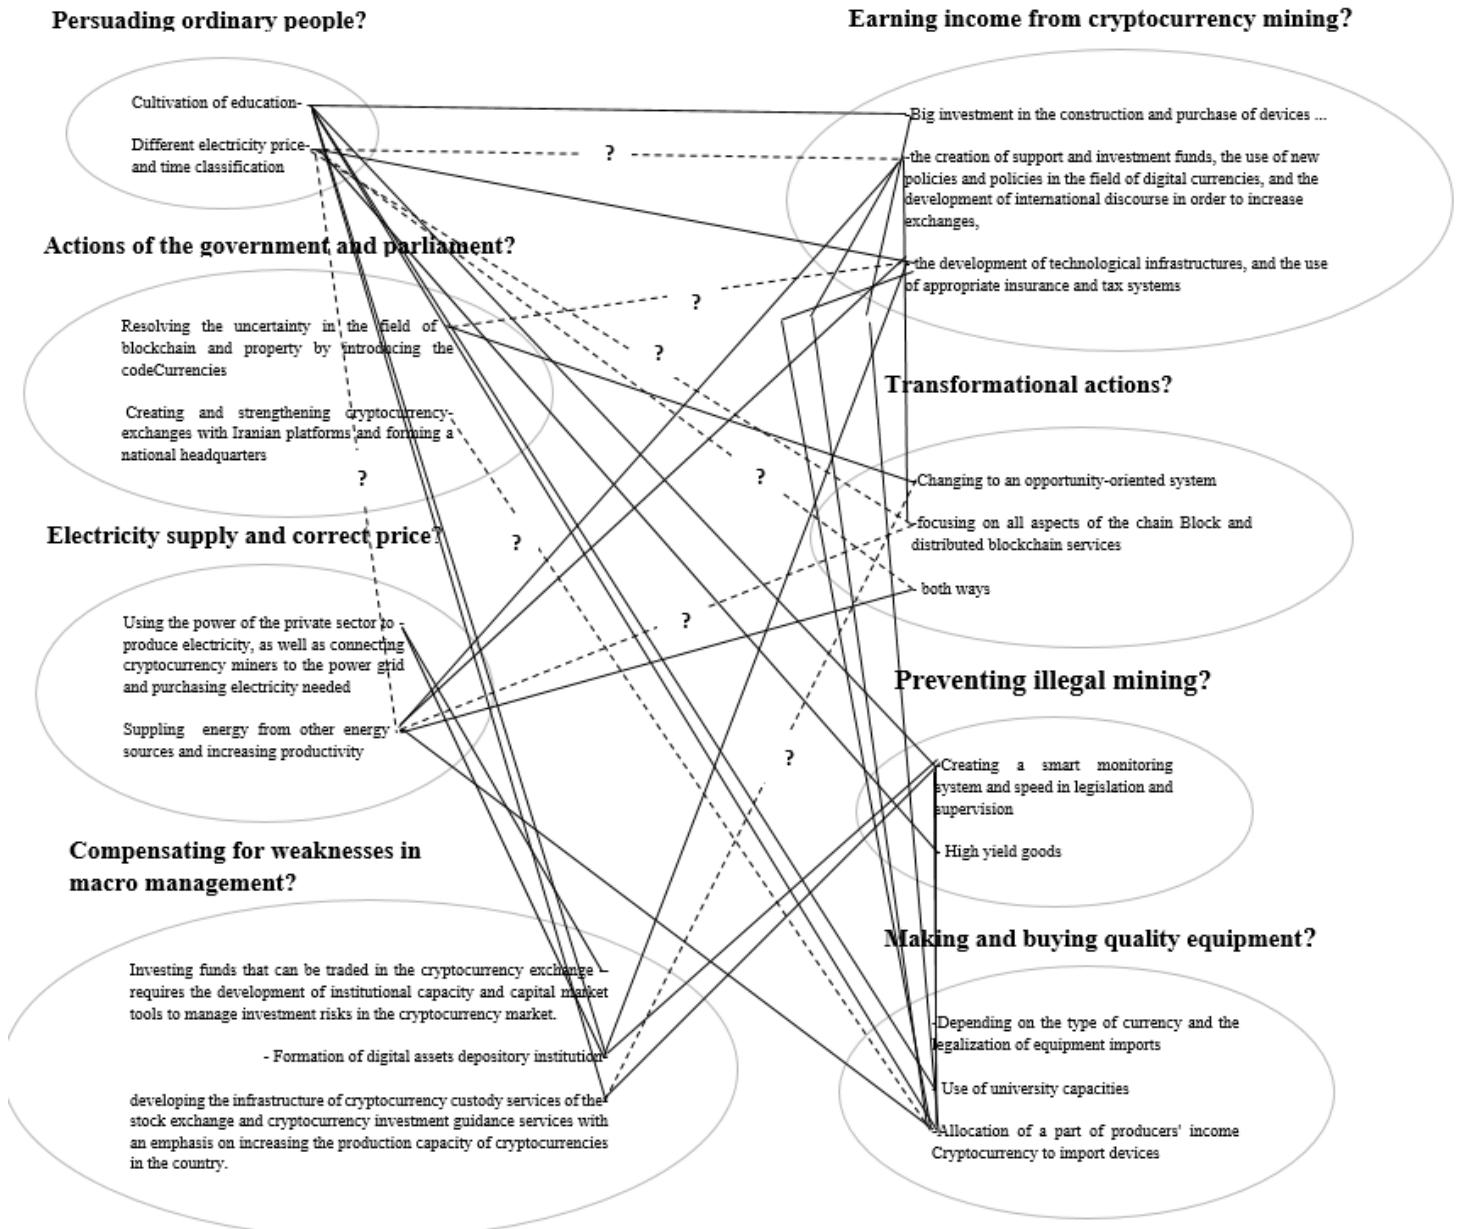 Persuading ordinary people?
Cultivation of education-
Different electricity price-
and time classification
Actions of the government and parliament?
Resolving the uncertainty in the field of -
blockchain and property by introducing the
codeCurrencies
Creating and strengthening cryptocurrency-
exchanges with Iranian platforms and forming a
national headquarters
Electricity supply and correct price?
Using the power of the private sector to -
produce electricity, as well as connecting
cryptocurrency miners to the power grid
and purchasing electricity needed
Suppling energy from other energy -
sources and increasing productivity
Compensating for weaknesses in
macro management?
Investing funds that can be traded in the cryptocurrency exchange -
requires the development of institutional capacity and capital market
tools to manage investment risks in the cryptocurrency market.
- Formation of digital assets depository institution-
developing the infrastructure of cryptocurrency custody services of the-
stock exchange and cryptocurrency investment guidance services with
an emphasis on increasing the production capacity of cryptocurrencies
in the country.
?
?
?
?
?
?
?
?
Earning income from cryptocurrency mining?
-Big investment in the construction and purchase of devices ...
-the creation of support and investment funds, the use of new
policies and policies in the field of digital currencies, and the
development of international discourse in order to increase
exchanges,
-the development of technological infrastructures, and the use
of appropriate insurance and tax systems
Transformational actions?
-Changing to an opportunity-oriented system
-focusing on all aspects of the chain Block and
distributed blockchain services
- both ways
Preventing illegal mining?
-Creating a smart monitoring
system and speed in legislation and
supervision
- High yield goods
Making and buying quality equipment?
-Depending on the type of currency and the
legalization of equipment imports
- Use of university capacities
-Allocation of a part of producers' income
Cryptocurrency to import devices